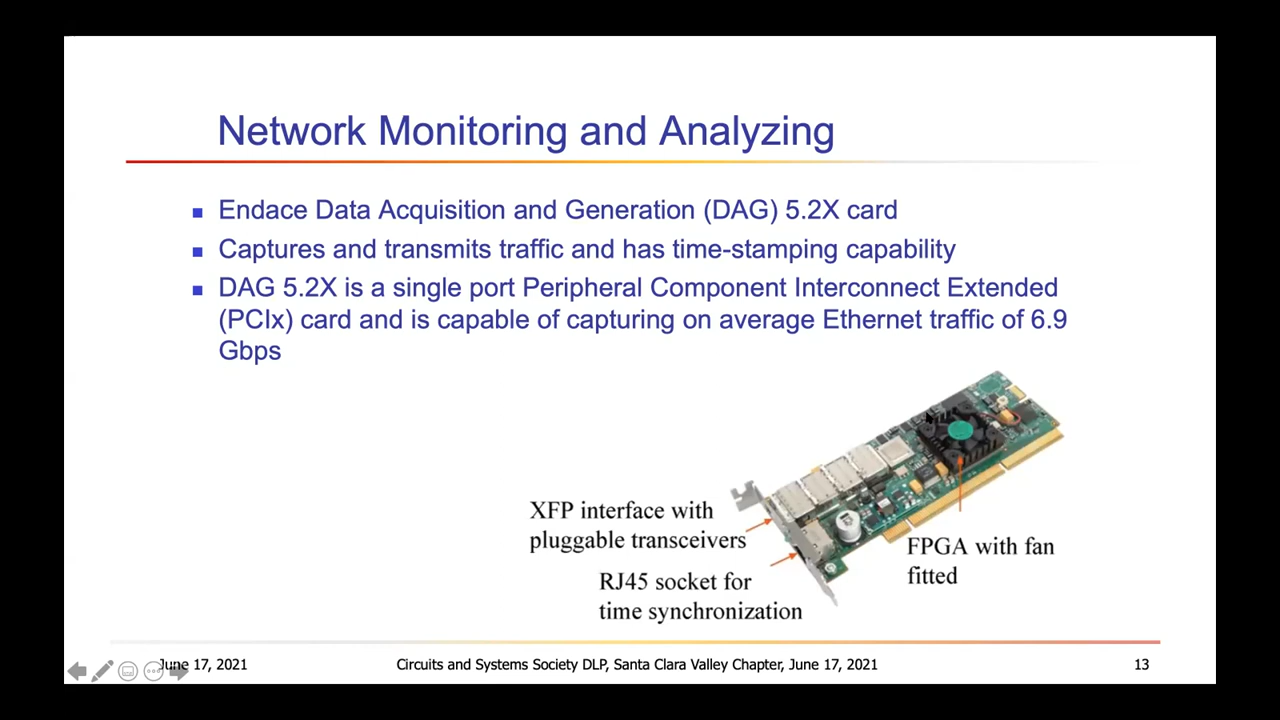 Network Monitoring and Analyzing
Endace Data Acquisition and Generation (DAG) 5.2X card
Captures and transmits traffic and has time-stamping capability
DAG 5.2X is a single port Peripheral Component Interconnect Extended
(PCIx) card and is capable of capturing on average Ethernet traffic of 6.9
Gbps
XFP interface with
pluggable transceivers
RJ45 socket for
time synchronization
FPGA with fan
fitted
June 17, 2021
Circuits and Systems Society DLP, Santa Clara Valley Chapter, June 17, 2021
13